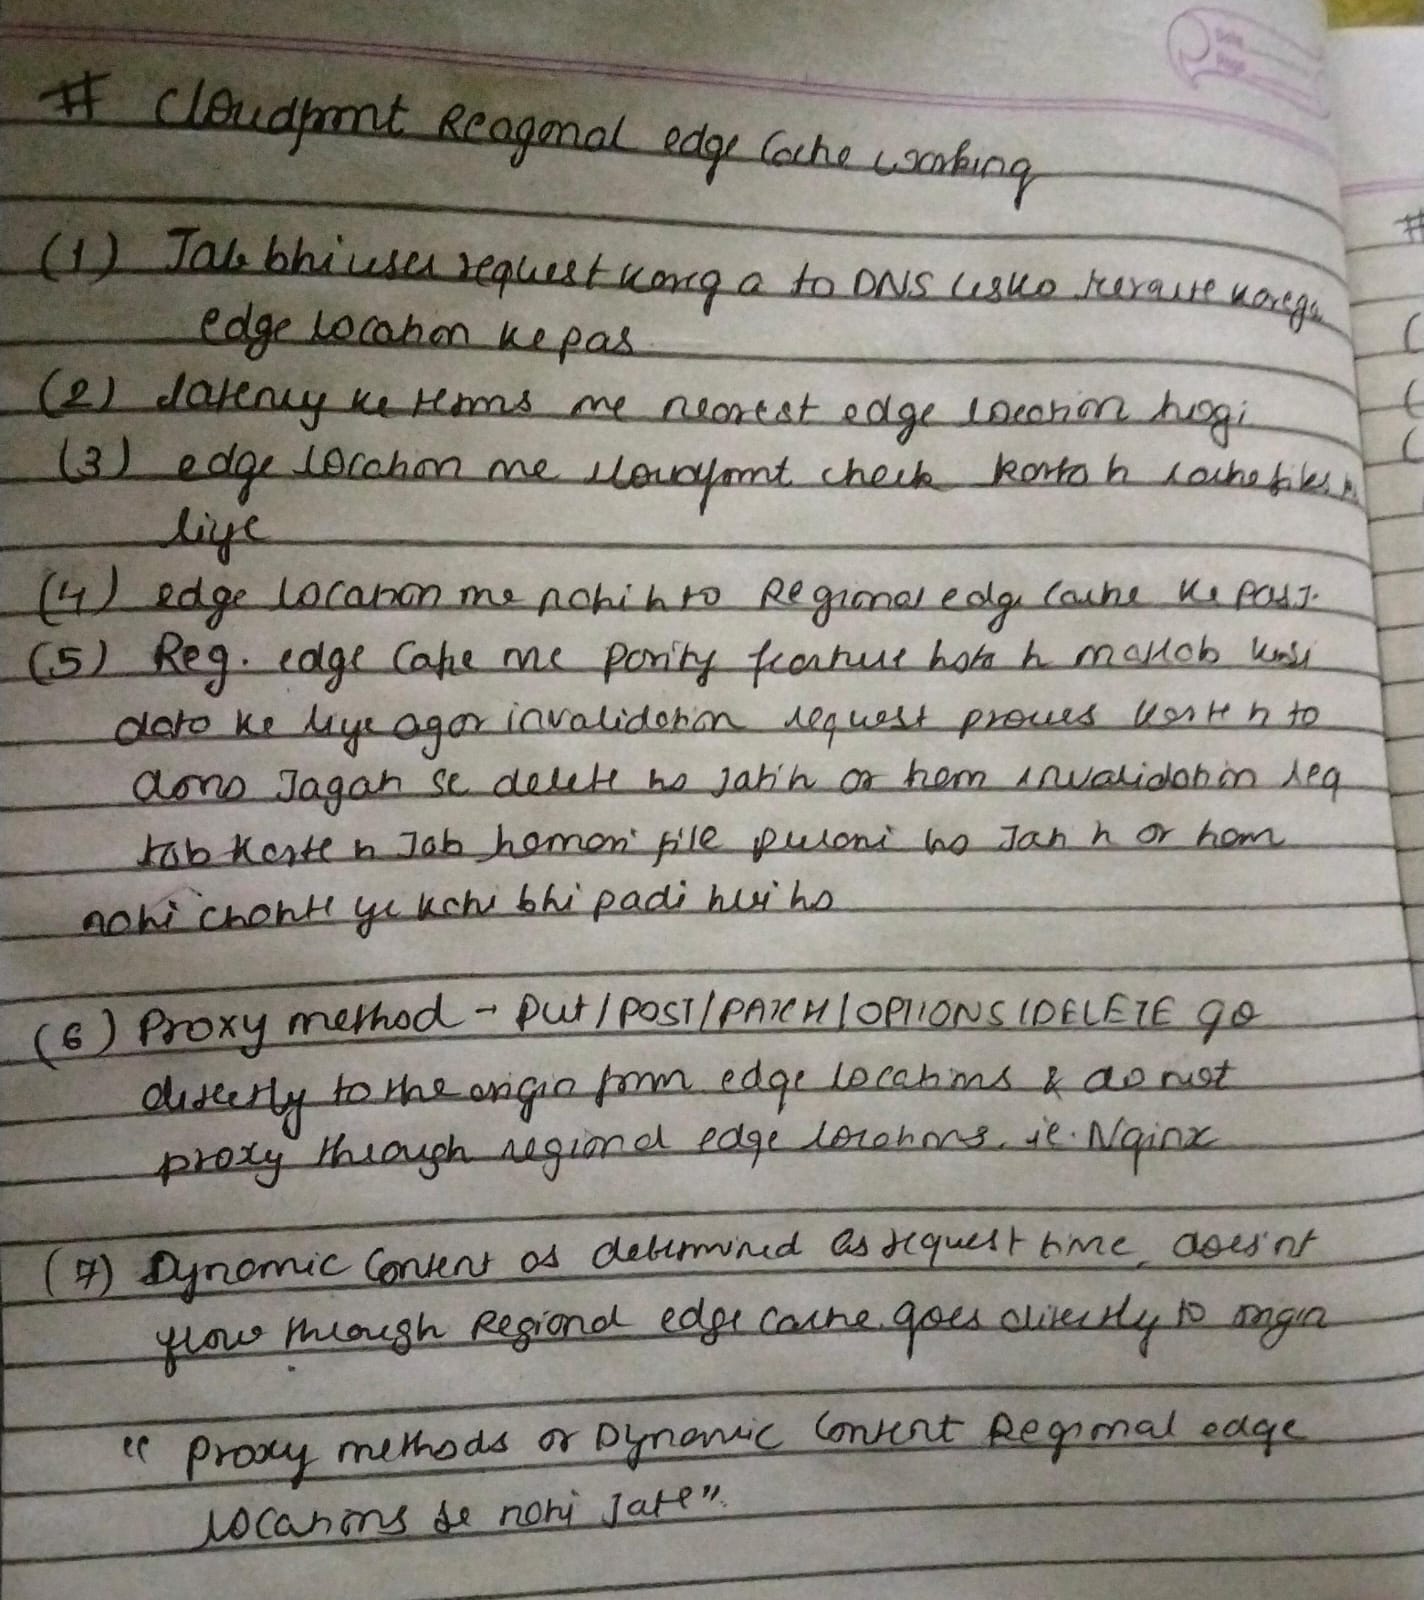 Date
Page
# Cloudfront Reagonal edge Cache working
(1) Jab bhi user request karega to DNS usko karega
edge location ke pas
(2) latency ke terms me nearest edge location hogi
(3) edge location me cloudfront check karta h cache files k
liye
(4) edge location me nahi h to Regional edge cache ke pas J.
(5) Reg. edge Cahe me parity feature hota h matlab kisi
data ke liye agar invalidation request proces karte h to
dono Jagah se delete ho jati h or ham invalidation req
tab karte h Jab hamari file purani ho Jati h or ham
nahi chahte ye kahi bhi padi hui ho
(6) Proxy method - Put/POST/PATCH/OPTIONS/DELETE go
directly to the origin from edge locations & do not
proxy through regional edge locations. ie. Nginx
(7) Dynamic Content as determined as request time, does'nt
flow through Regional edge cache. goes directly to origin
" Proxy methods or Dynamic Content Regional edge
locations se nahi Jate".
#
(
(
(